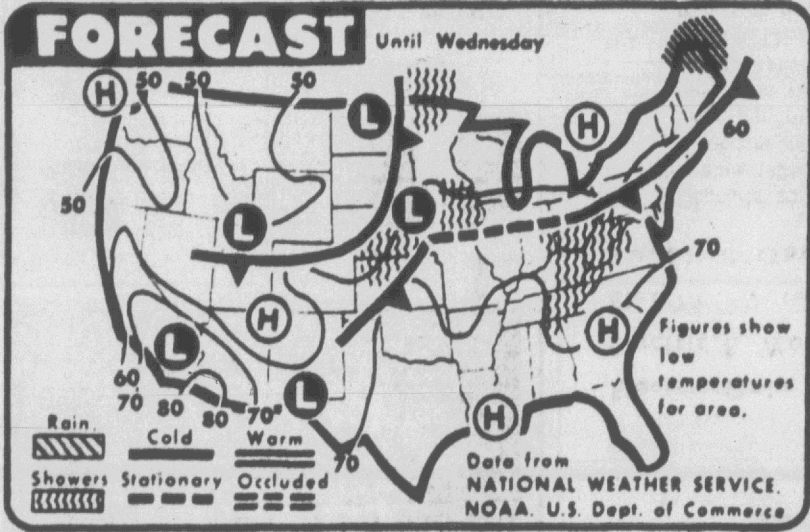 FORECAST
Until Wednesday
H 50 50 50 L H
60
50
L L
70
H H
L
Figures show
low
temperatures
for area.
60
70 80 80 70° L H
70
Rain. Cold Warm
Showers Stationary Occluded
Data from
NATIONAL WEATHER SERVICE.
NOAA. U.S. Dept. of Commerce